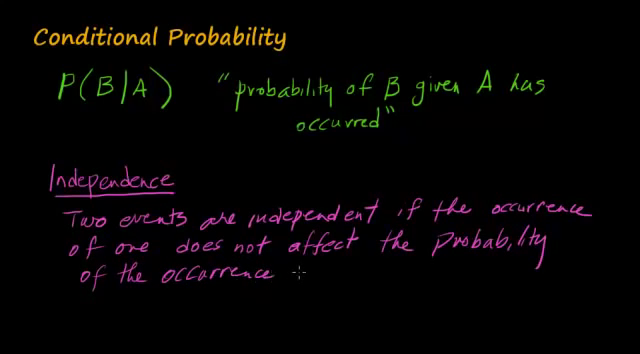 Conditional Probability
P(B/A) "probability of B given A has
occurred"
Independence
Two events are independent if the occurrence
of one does not affect the probability
of the occurrence